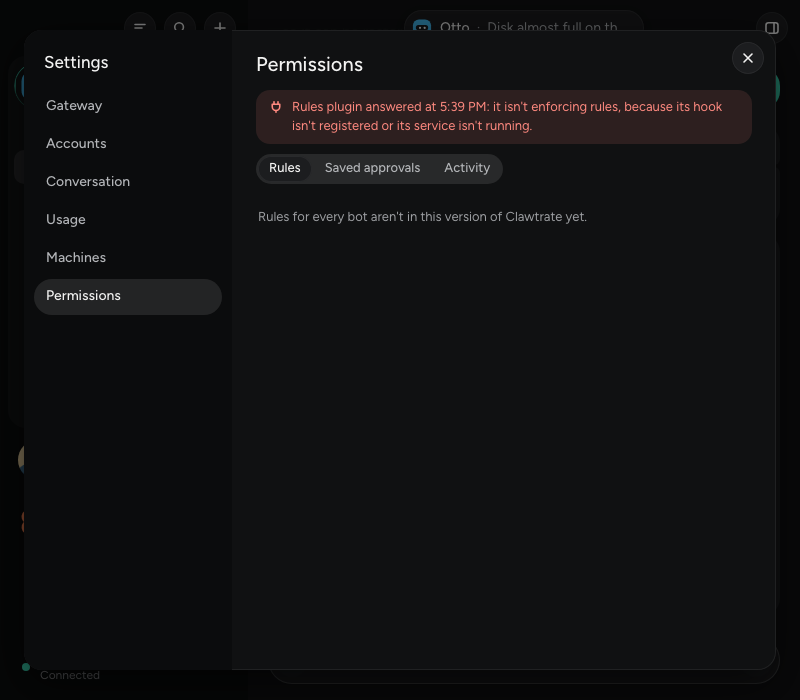 Otto · Disk almost full on th
Settings
Gateway
Accounts
Conversation
Usage
Machines
Permissions
Permissions
Rules plugin answered at 5:39 PM: it isn't enforcing rules, because its hook
isn't registered or its service isn't running.
Rules Saved approvals Activity
Rules for every bot aren't in this version of Clawtrate yet.
Connected